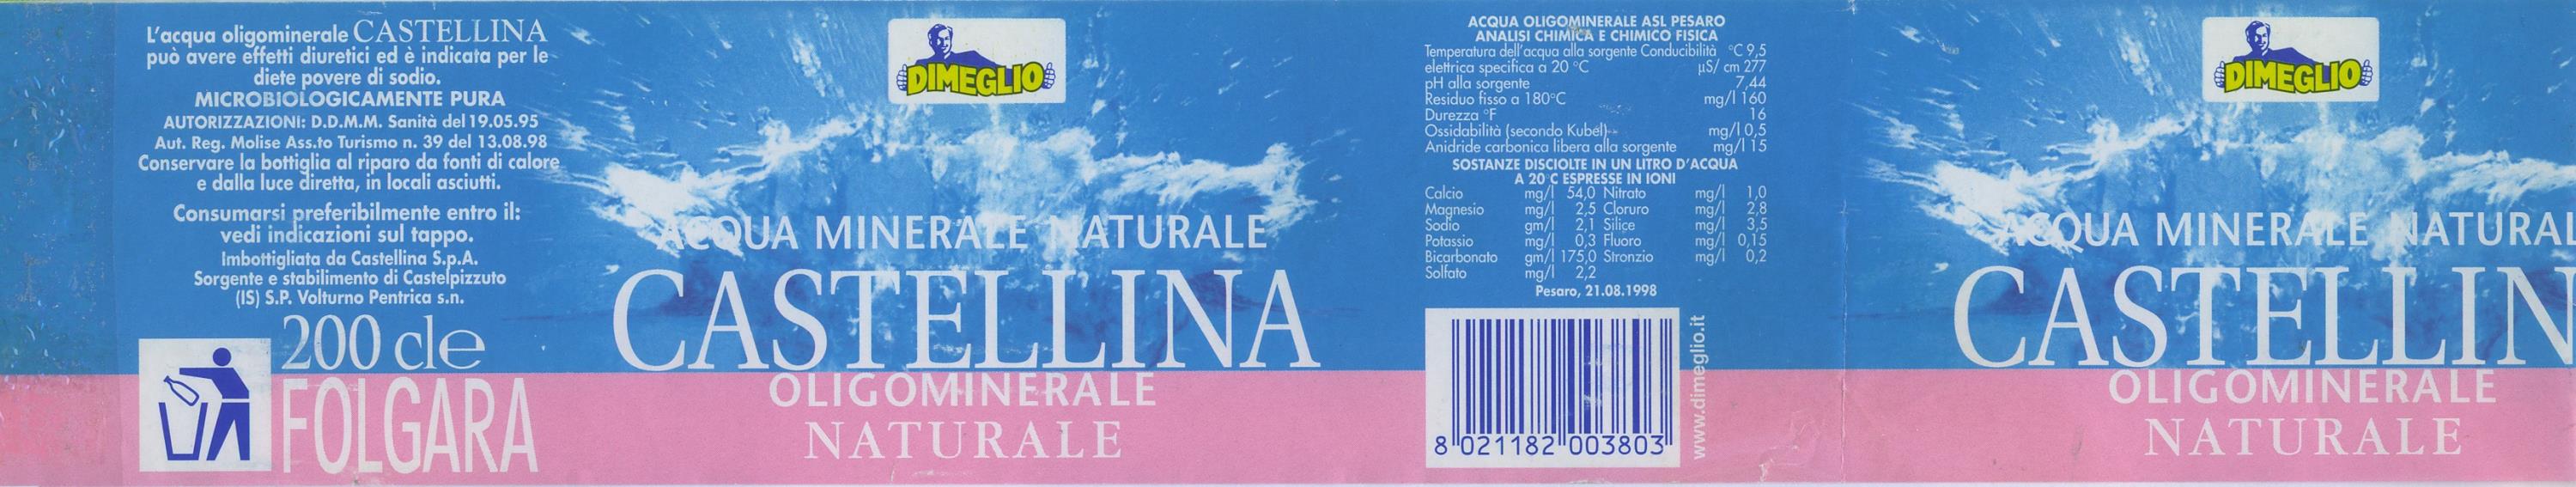 L'acqua oligominerale CASTELLINA
può avere effetti diuretici ed è indicata per le
diete povere di sodio.
MICROBIOLOGICAMENTE PURA
AUTORIZZAZIONI: D.D.M.M. Sanità del 19.05.95
Aut. Reg. Molise Ass.to Turismo n. 39 del 13.08.98
Conservare la bottiglia al riparo da fonti di calore
e dalla luce diretta, in locali asciutti.
Consumarsi preferibilmente entro il:
vedi indicazioni sul tappo.
Imbottigliata da Castellina S.p.A.
Sorgente e stabilimento di Castelpizzuto
(IS) S.P. Volturno Pentrica s.n.
200 cl e
FOLGARA
DIMEGLIO
ACQUA MINERALE NATURALE
CASTELLINA
OLIGOMINERALE
NATURALE
ACQUA OLIGOMINERALE ASL PESARO
ANALISI CHIMICA E CHIMICO FISICA
Temperatura dell'acqua alla sorgente Conducibilità °C 9,5
elettrica specifica a 20 °C µS/ cm 277
pH alla sorgente 7,44
Residuo fisso a 180°C mg/l 160
Durezza °F 16
Ossidabilità (secondo Kubel) mg/l 0,5
Anidride carbonica libera alla sorgente mg/l 15
SOSTANZE DISCIOLTE IN UN LITRO D'ACQUA
A 20°C ESPRESSE IN IONI
Calcio mg/l 54,0 Nitrato mg/l 1,0
Magnesio mg/l 2,5 Cloruro mg/l 2,8
Sodio gm/l 2,1 Silice mg/l 3,5
Potassio mg/l 0,3 Fluoro mg/l 0,15
Bicarbonato gm/l 175,0 Stronzio mg/l 0,2
Solfato mg/l 2,2
Pesaro, 21.08.1998
8 021182 003803
www.dimeglio.it
DIMEGLIO
ACQUA MINERALE NATURAL
CASTELLIN
OLIGOMINERALE
NATURALE